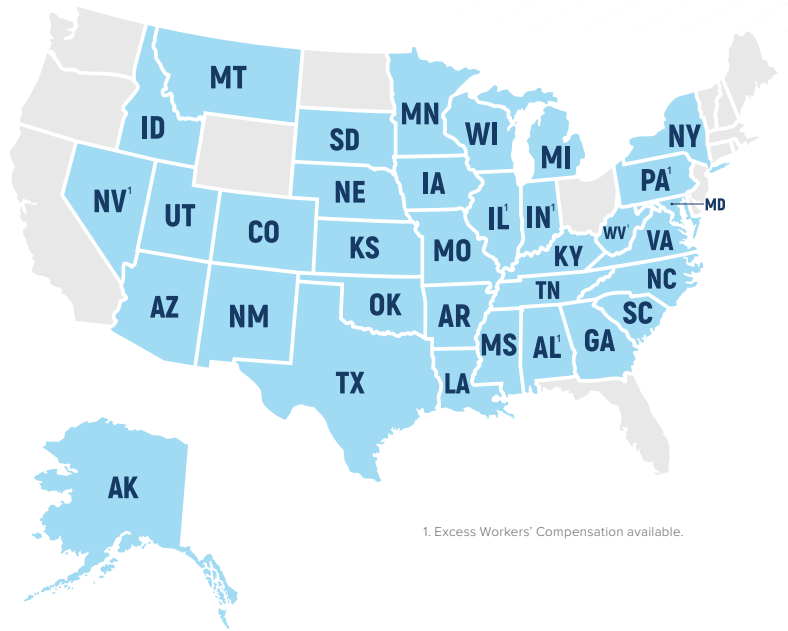 MT
MN
ID
SD
WI
MI
NY
NV¹
UT
CO
NE
IA
IL¹
IN¹
PA¹
MD
WV¹
VA
KS
MO
KY
NC
AZ
NM
OK
AR
TN
SC
TX
LA
MS
AL¹
GA
AK
1. Excess Workers’ Compensation available.